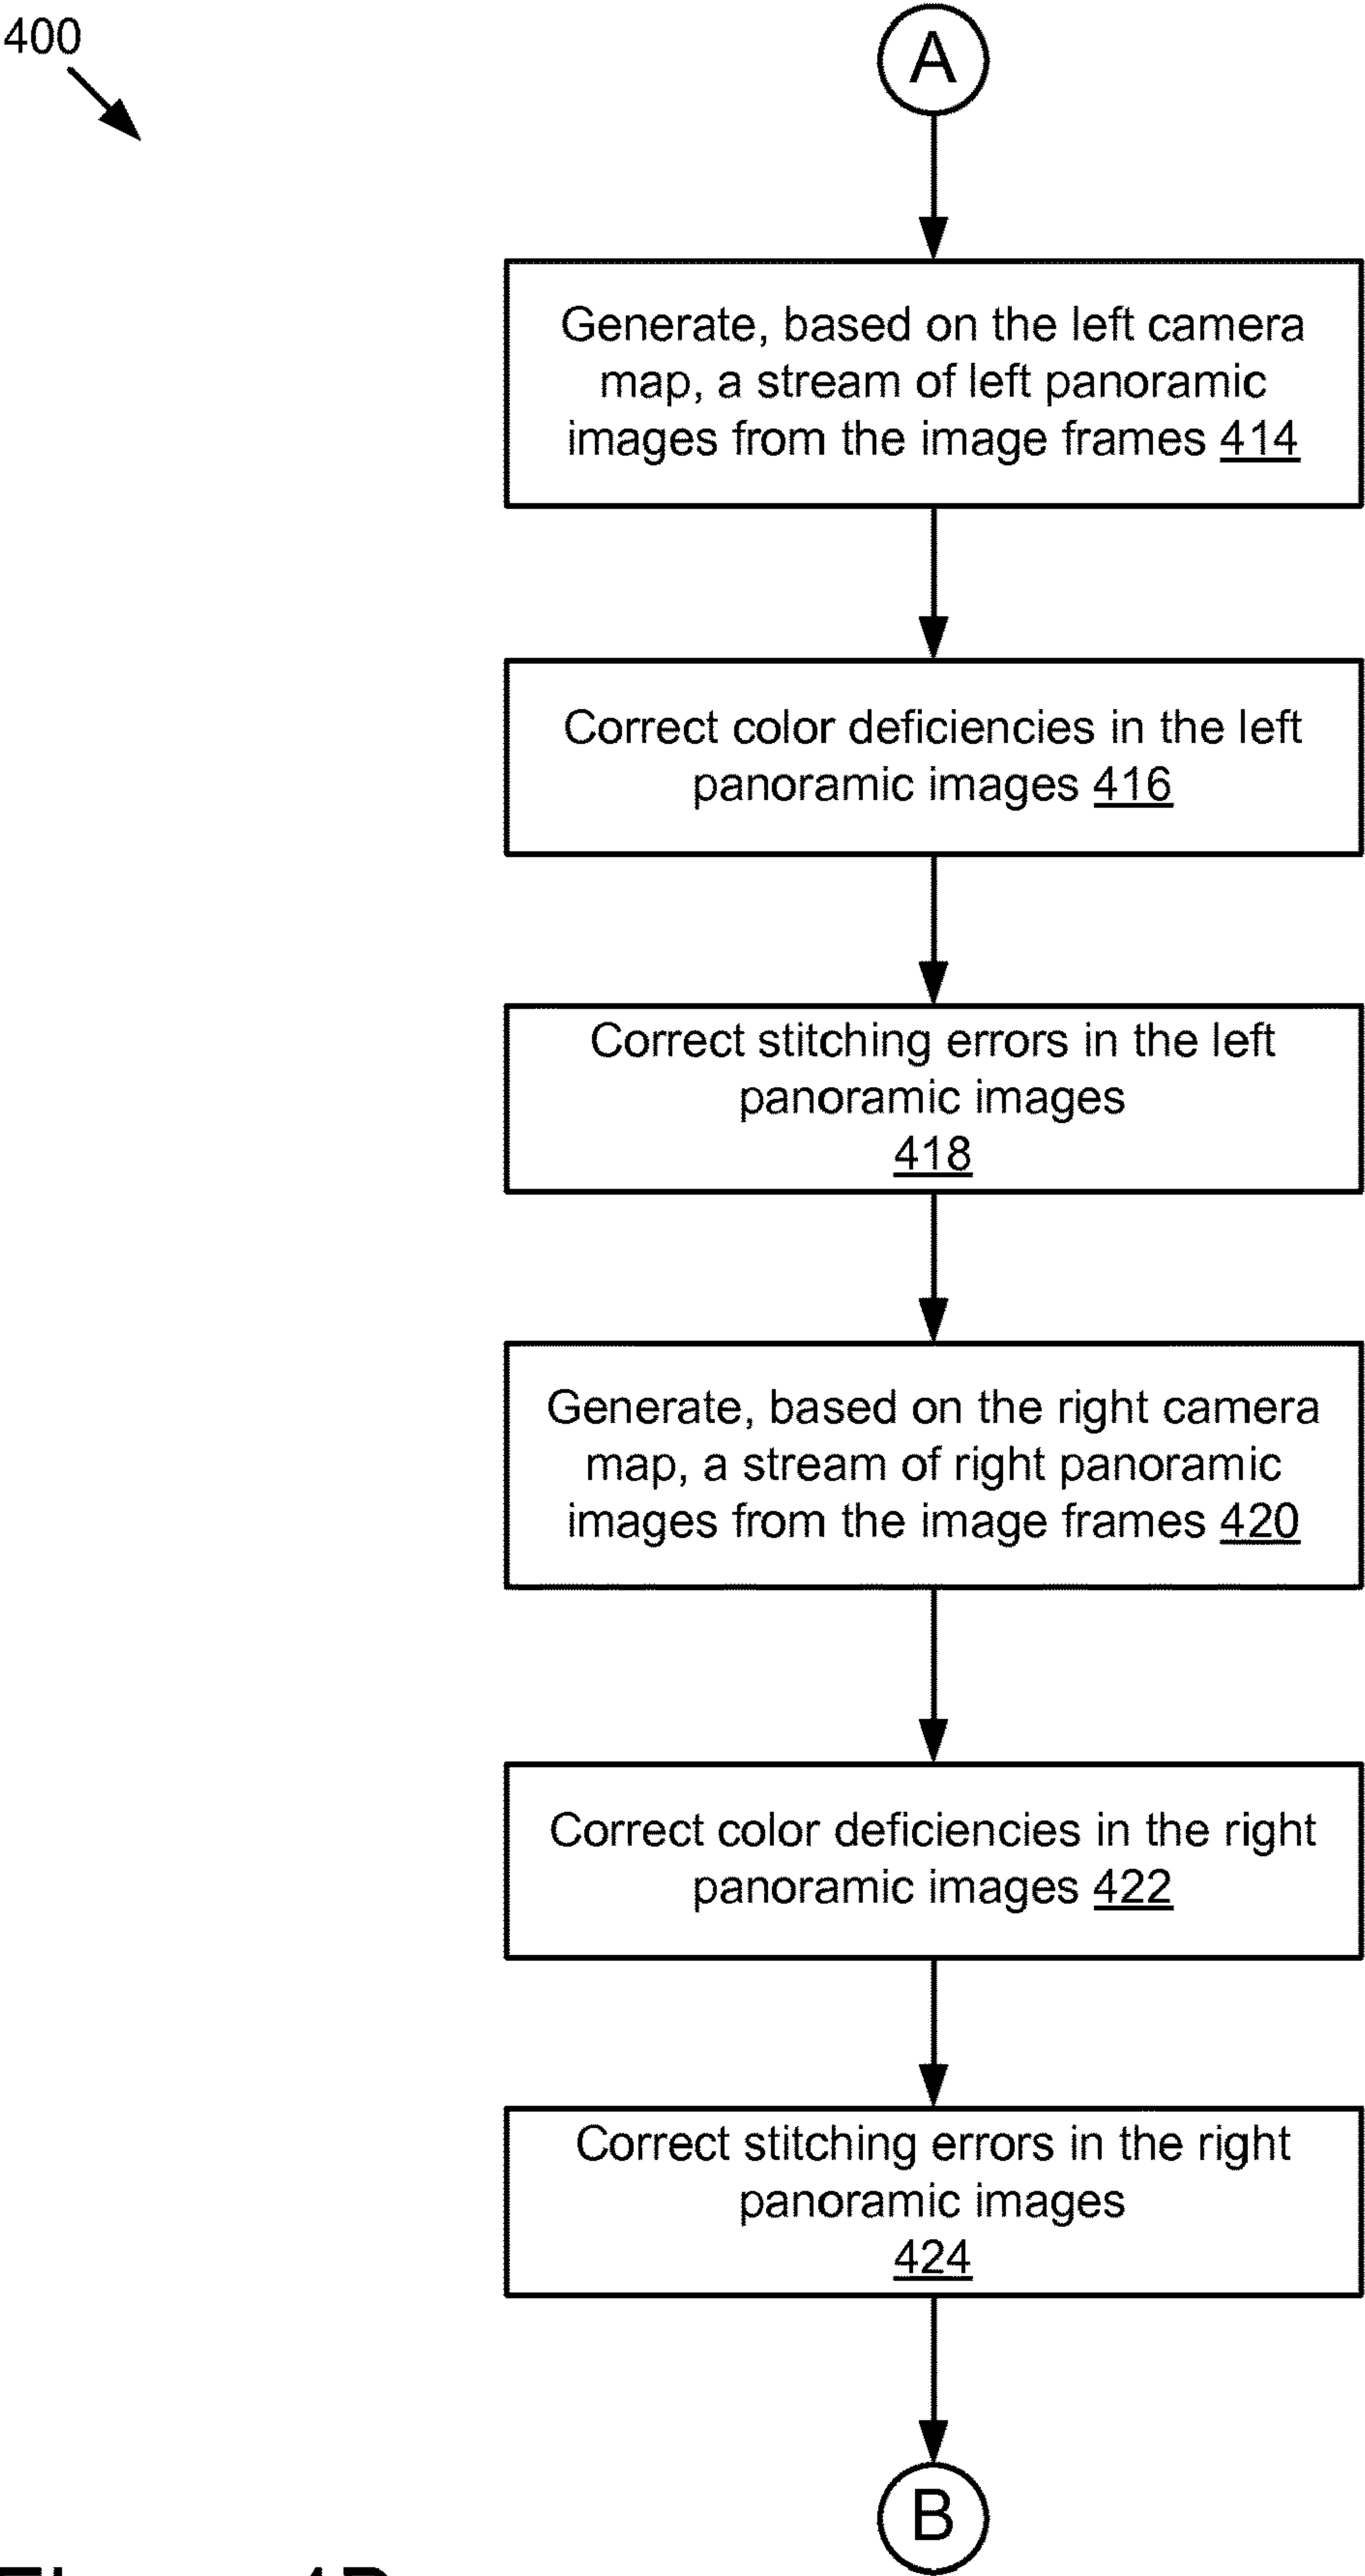 400
A
Generate, based on the left camera
map, a stream of left panoramic
images from the image frames 414
Correct color deficiencies in the left
panoramic images 416
Correct stitching errors in the left
panoramic images
418
Generate, based on the right camera
map, a stream of right panoramic
images from the image frames 420
Correct color deficiencies in the right
panoramic images 422
Correct stitching errors in the right
panoramic images
424
B